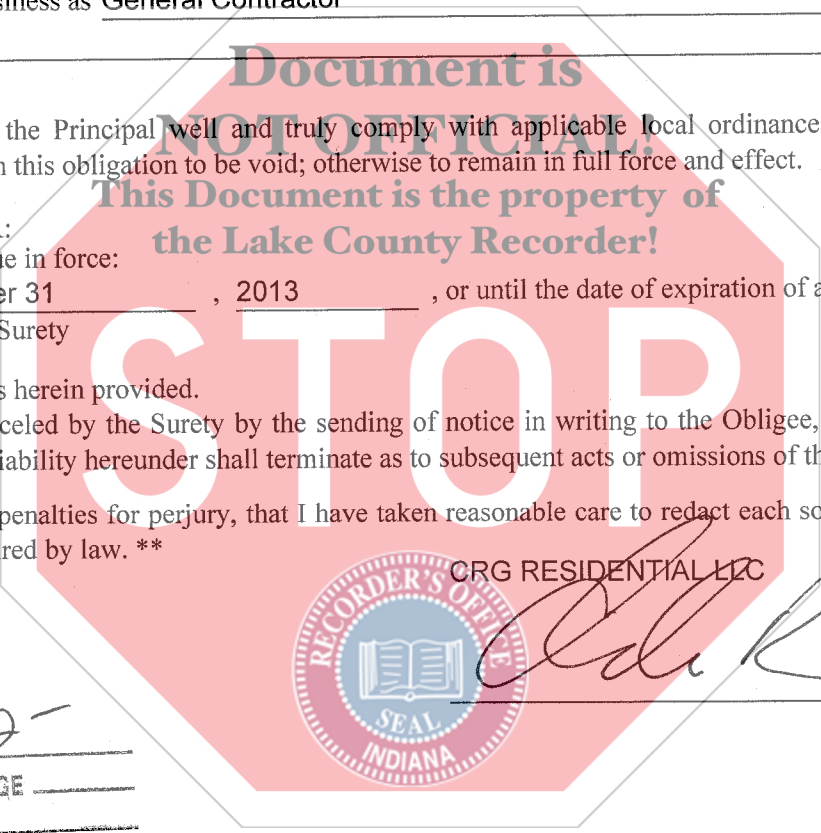 siness as General Contractor
Document is
NOT OFFICIAL!
the Principal well and truly comply with applicable local ordinance
n this obligation to be void; otherwise to remain in full force and effect.
This Document is the property of
the Lake County Recorder!
ue in force:
er 31 , 2013 , or until the date of expiration of a
Surety
STOP
s herein provided.
celed by the Surety by the sending of notice in writing to the Obligee,
iability hereunder shall terminate as to subsequent acts or omissions of th
penalties for perjury, that I have taken reasonable care to redact each so
red by law. **
CRG RESIDENTIAL LLC
RECORDER'S OFFICE
SEAL
INDIANA
GE